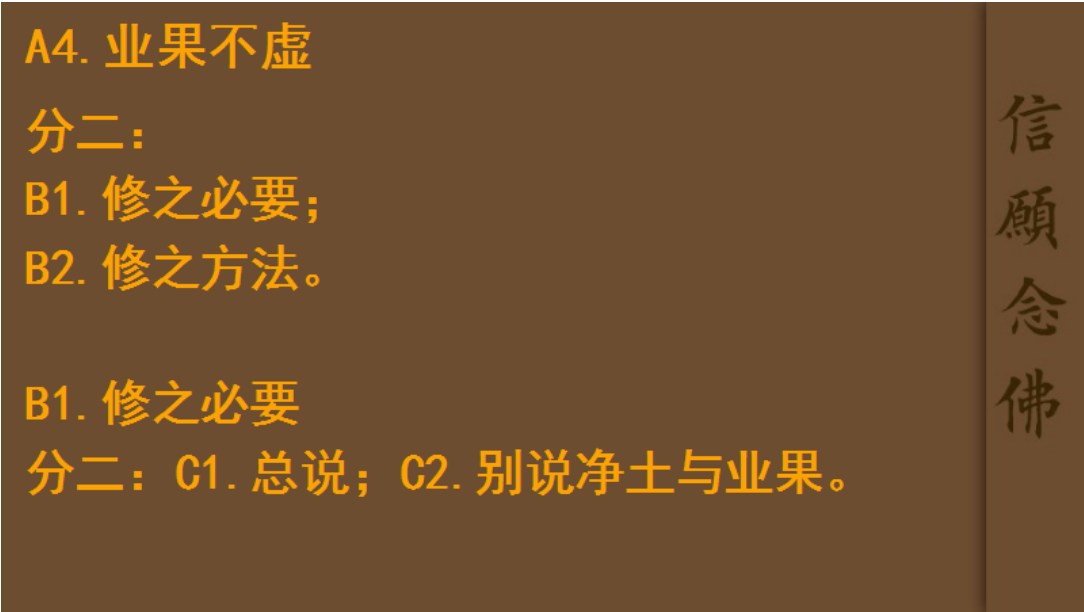 A4.业果不虚
分二：
B1.修之必要；
B2.修之方法。
B1.修之必要
分二：C1.总说；C2.别说净土与业果。
信願念佛